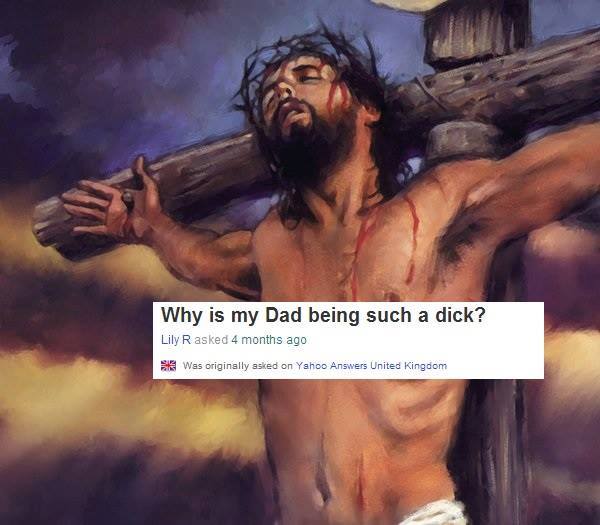 Why is my Dad being such a dick?
Lily R asked 4 months ago
Was originally asked on Yahoo Answers United Kingdom